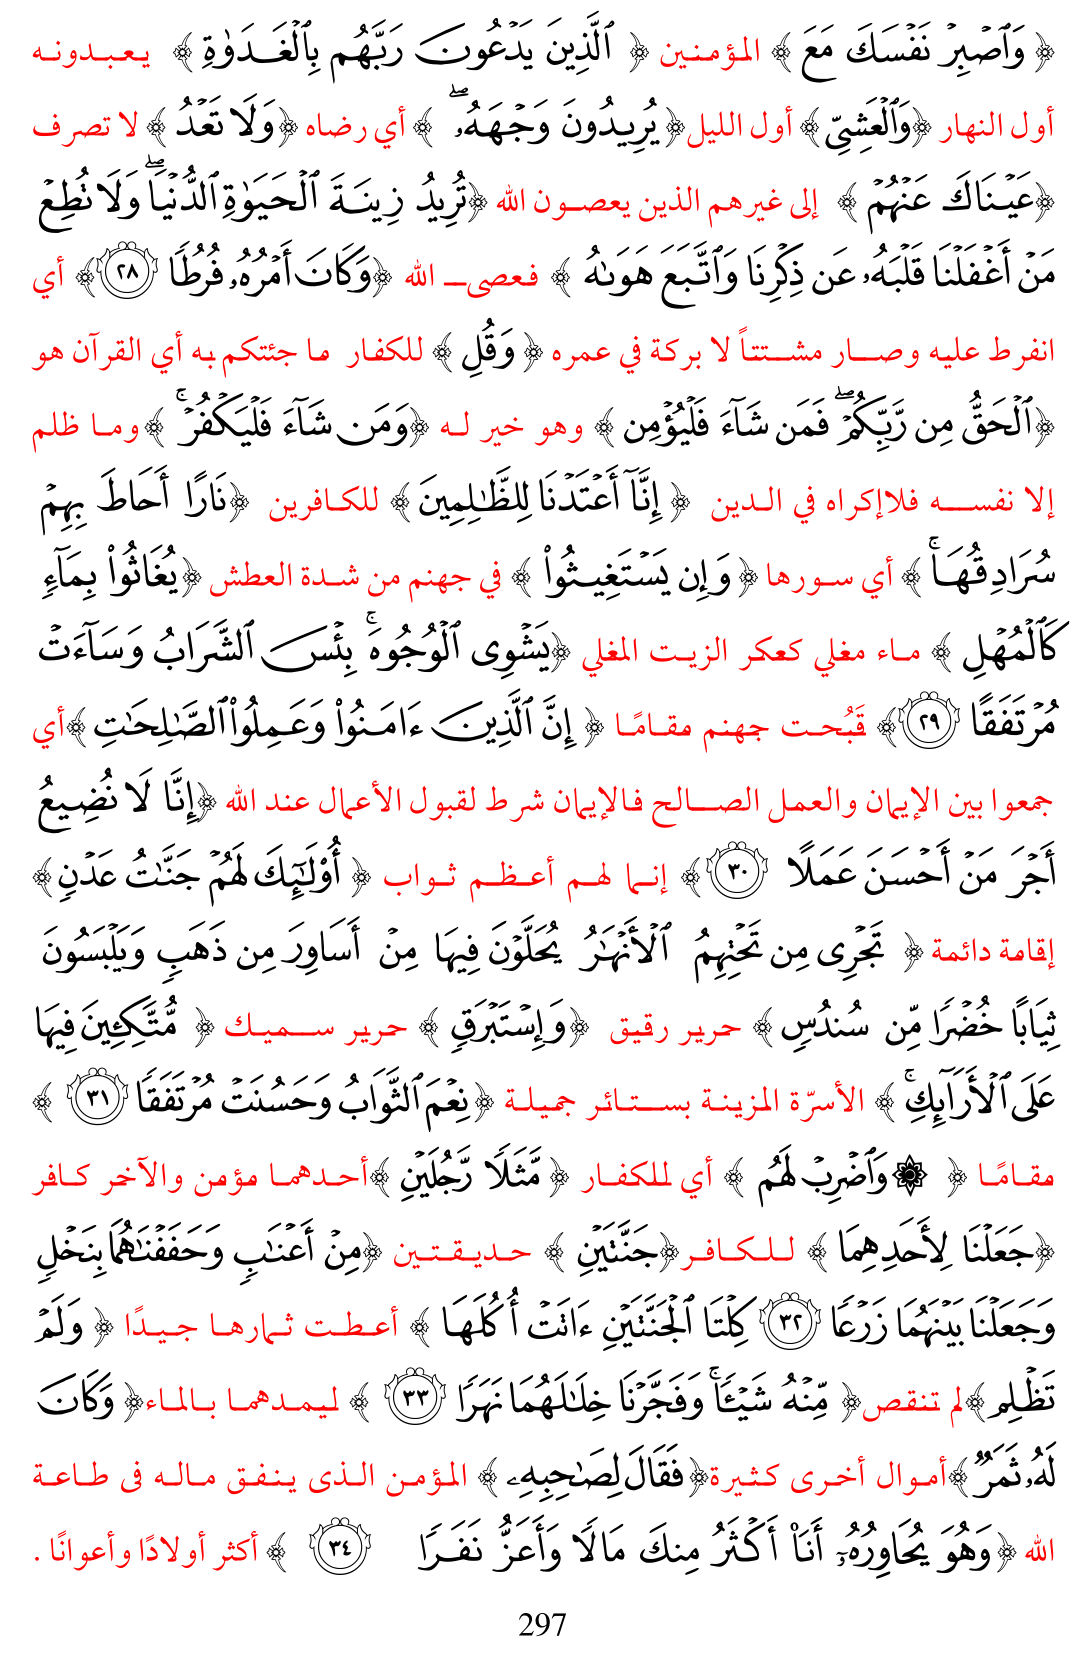 ﴿ وَٱصْبِرْ نَفْسَكَ مَعَ ﴾ المؤمنين ﴿ ٱلَّذِينَ يَدْعُونَ رَبَّهُم بِٱلْغَدَوٰةِ ﴾ يعبدونه
أول النهار ﴿وَٱلْعَشِىِّ﴾ أول الليل﴿يُرِيدُونَ وَجْهَهُۥ ۖ ﴾ أي رضاه ﴿وَلَا تَعْدُ ﴾ لا تصرف
﴿عَيْنَاكَ عَنْهُمْ ﴾ إلى غيرهم الذين يعصون الله ﴿تُرِيدُ زِينَةَ ٱلْحَيَوٰةِ ٱلدُّنْيَا ۖ وَلَا تُطِعْ
مَنْ أَغْفَلْنَا قَلْبَهُۥ عَن ذِكْرِنَا وَٱتَّبَعَ هَوَىٰهُ ﴾ فعصى الله ﴿وَكَانَ أَمْرُهُۥ فُرُطًا ٢٨﴾ أي
انفرط عليه وصار مشتتاً لا بركة في عمره ﴿ وَقُلِ ﴾ للكفار ما جئتكم به أي القرآن هو
﴿ٱلْحَقُّ مِن رَّبِّكُمْ ۖ فَمَن شَآءَ فَلْيُؤْمِن ﴾ وهو خير له ﴿وَمَن شَآءَ فَلْيَكْفُرْ ۚ ﴾ وما ظلم
إلا نفسه فلاإكراه في الدين ﴿ إِنَّآ أَعْتَدْنَا لِلظَّـٰلِمِينَ﴾ للكافرين ﴿نَارًا أَحَاطَ بِهِمْ
سُرَادِقُهَا ۚ ﴾ أي سورها ﴿ وَإِن يَسْتَغِيثُوا۟ ﴾ في جهنم من شدة العطش ﴿يُغَاثُوا۟ بِمَآءٍ
كَٱلْمُهْلِ ﴾ ماء مغلي كعكر الزيت المغلي ﴿يَشْوِى ٱلْوُجُوهَ ۚ بِئْسَ ٱلشَّرَابُ وَسَآءَتْ
مُرْتَفَقًا ٢٩﴾ قَبُحت جهنم مقامًا ﴿ إِنَّ ٱلَّذِينَ ءَامَنُوا۟ وَعَمِلُوا۟ ٱلصَّـٰلِحَـٰتِ ﴾أي
جمعوا بين الإيمان والعمل الصالح فالإيمان شرط لقبول الأعمال عند الله ﴿إِنَّا لَا نُضِيعُ
أَجْرَ مَنْ أَحْسَنَ عَمَلًا ٣٠ ﴾ إنما لهم أعظم ثواب ﴿ أُو۟لَـٰٓئِكَ لَهُمْ جَنَّـٰتُ عَدْنٍ﴾
إقامة دائمة ﴿ تَجْرِى مِن تَحْتِهِمُ ٱلْأَنْهَـٰرُ يُحَلَّوْنَ فِيهَا مِنْ أَسَاوِرَ مِن ذَهَبٍ وَيَلْبَسُونَ
ثِيَابًا خُضْرًا مِّن سُندُسٍ ﴾ حرير رقيق ﴿وَإِسْتَبْرَقٍ ﴾ حرير سميك ﴿ مُّتَّكِـِٔينَ فِيهَا
عَلَى ٱلْأَرَآئِكِ ۚ ﴾ الأسرّة المزينة بستائر جميلة ﴿نِعْمَ ٱلثَّوَابُ وَحَسُنَتْ مُرْتَفَقًا ٣١ ﴾
مقامًا ﴿ ۞ وَٱضْرِبْ لَهُم ﴾ أي للكفار ﴿ مَّثَلًا رَّجُلَيْنِ ﴾أحدهما مؤمن والآخر كافر
﴿جَعَلْنَا لِأَحَدِهِمَا ﴾ للكافر﴿جَنَّتَيْنِ ﴾ حديقتين ﴿مِنْ أَعْنَـٰبٍ وَحَفَفْنَـٰهُمَا بِنَخْلٍ
وَجَعَلْنَا بَيْنَهُمَا زَرْعًا ٣٢ كِلْتَا ٱلْجَنَّتَيْنِ ءَاتَتْ أُكُلَهَا ﴾ أعطت ثمارها جيدًا ﴿ وَلَمْ
تَظْلِم ﴾لم تنقص﴿ مِّنْهُ شَيْـًٔا ۚ وَفَجَّرْنَا خِلَـٰلَهُمَا نَهَرًا ٣٣ ﴾ ليمدهما بالماء﴿ وَكَانَ
لَهُۥ ثَمَرٌ ﴾أموال أخرى كثيرة﴿ فَقَالَ لِصَـٰحِبِهِۦ ﴾ المؤمن الذى ينفق ماله فى طاعة
الله ﴿وَهُوَ يُحَاوِرُهُۥٓ أَنَا۠ أَكْثَرُ مِنكَ مَالًا وَأَعَزُّ نَفَرًا ٣٤ ﴾ أكثر أولادًا وأعوانًا .
297